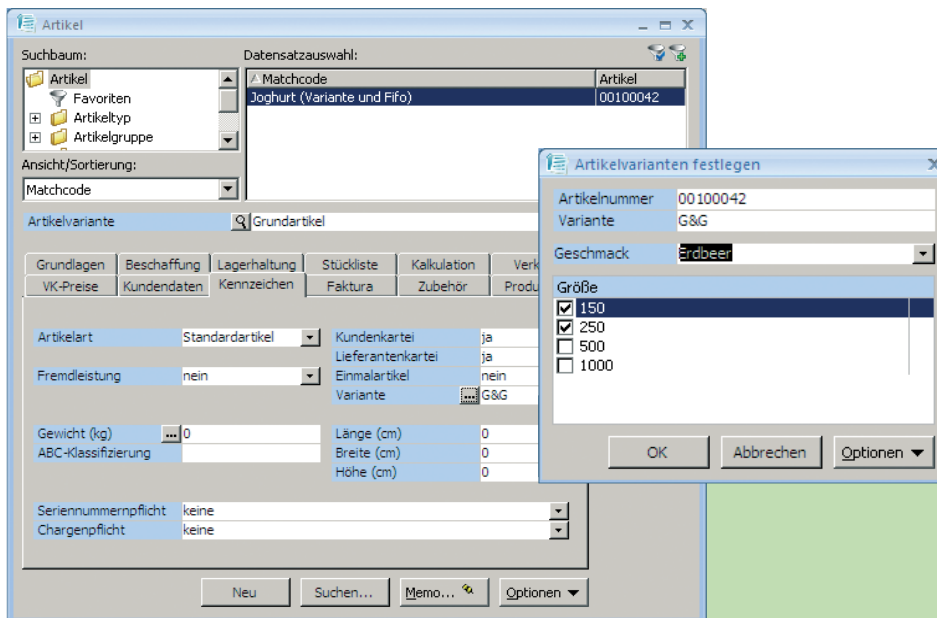 Artikel
Suchbaum:
Datensatzauswahl:
Artikel
Favoriten
Artikeltyp
Artikelgruppe
Matchcode Artikel
Joghurt (Variante und Fifo) 00100042
Ansicht/Sortierung:
Matchcode
Artikelvariante Grundartikel
Grundlagen Beschaffung Lagerhaltung Stückliste Kalkulation Verk
VK-Preise Kundendaten Kennzeichen Faktura Zubehör Produ
Artikelart Standardartikel Kundenkartei ja
Lieferantenkartei ja
Fremdleistung nein Einmalartikel nein
Variante ... G&G
Gewicht (kg) ... 0 Länge (cm) 0
ABC-Klassifizierung Breite (cm) 0
Höhe (cm) 0
Seriennummernpflicht keine
Chargenpflicht keine
Neu Suchen... Memo... Optionen
Artikelvarianten festlegen
Artikelnummer 00100042
Variante G&G
Geschmack Erdbeer
Größe
150
250
500
1000
OK Abbrechen Optionen